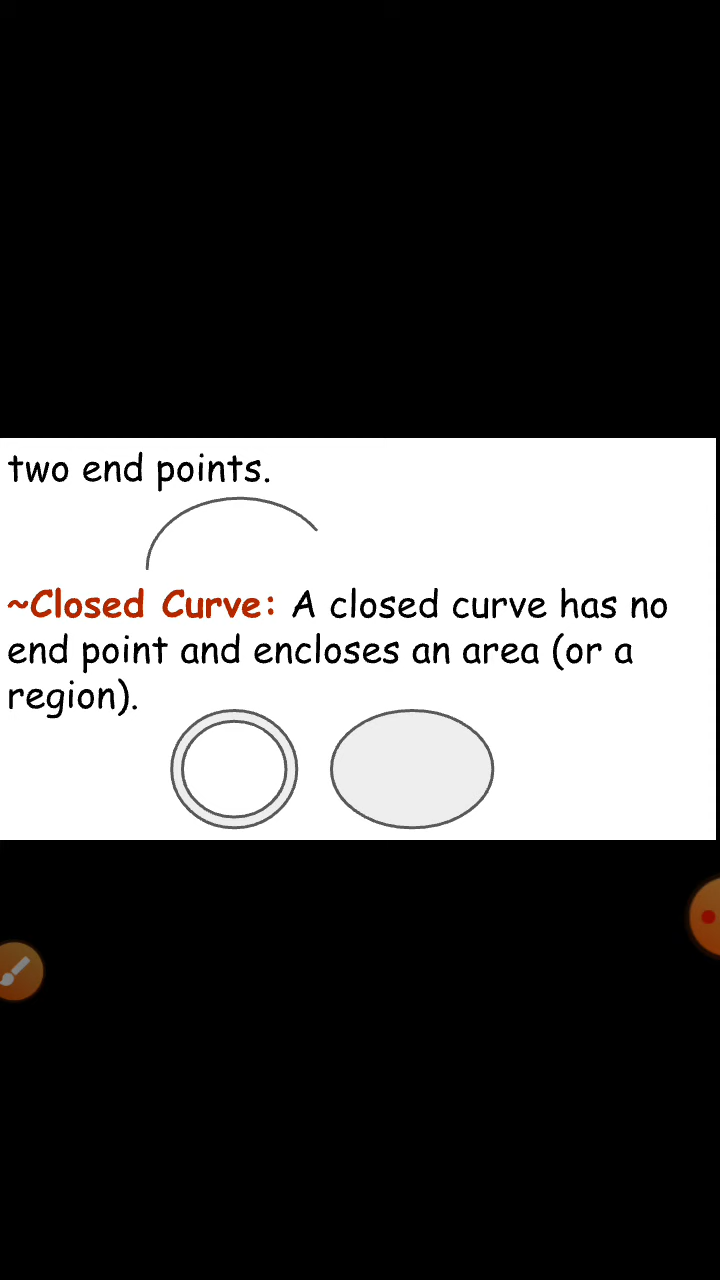 two end points.
~Closed Curve: A closed curve has no
end point and encloses an area (or a
region).